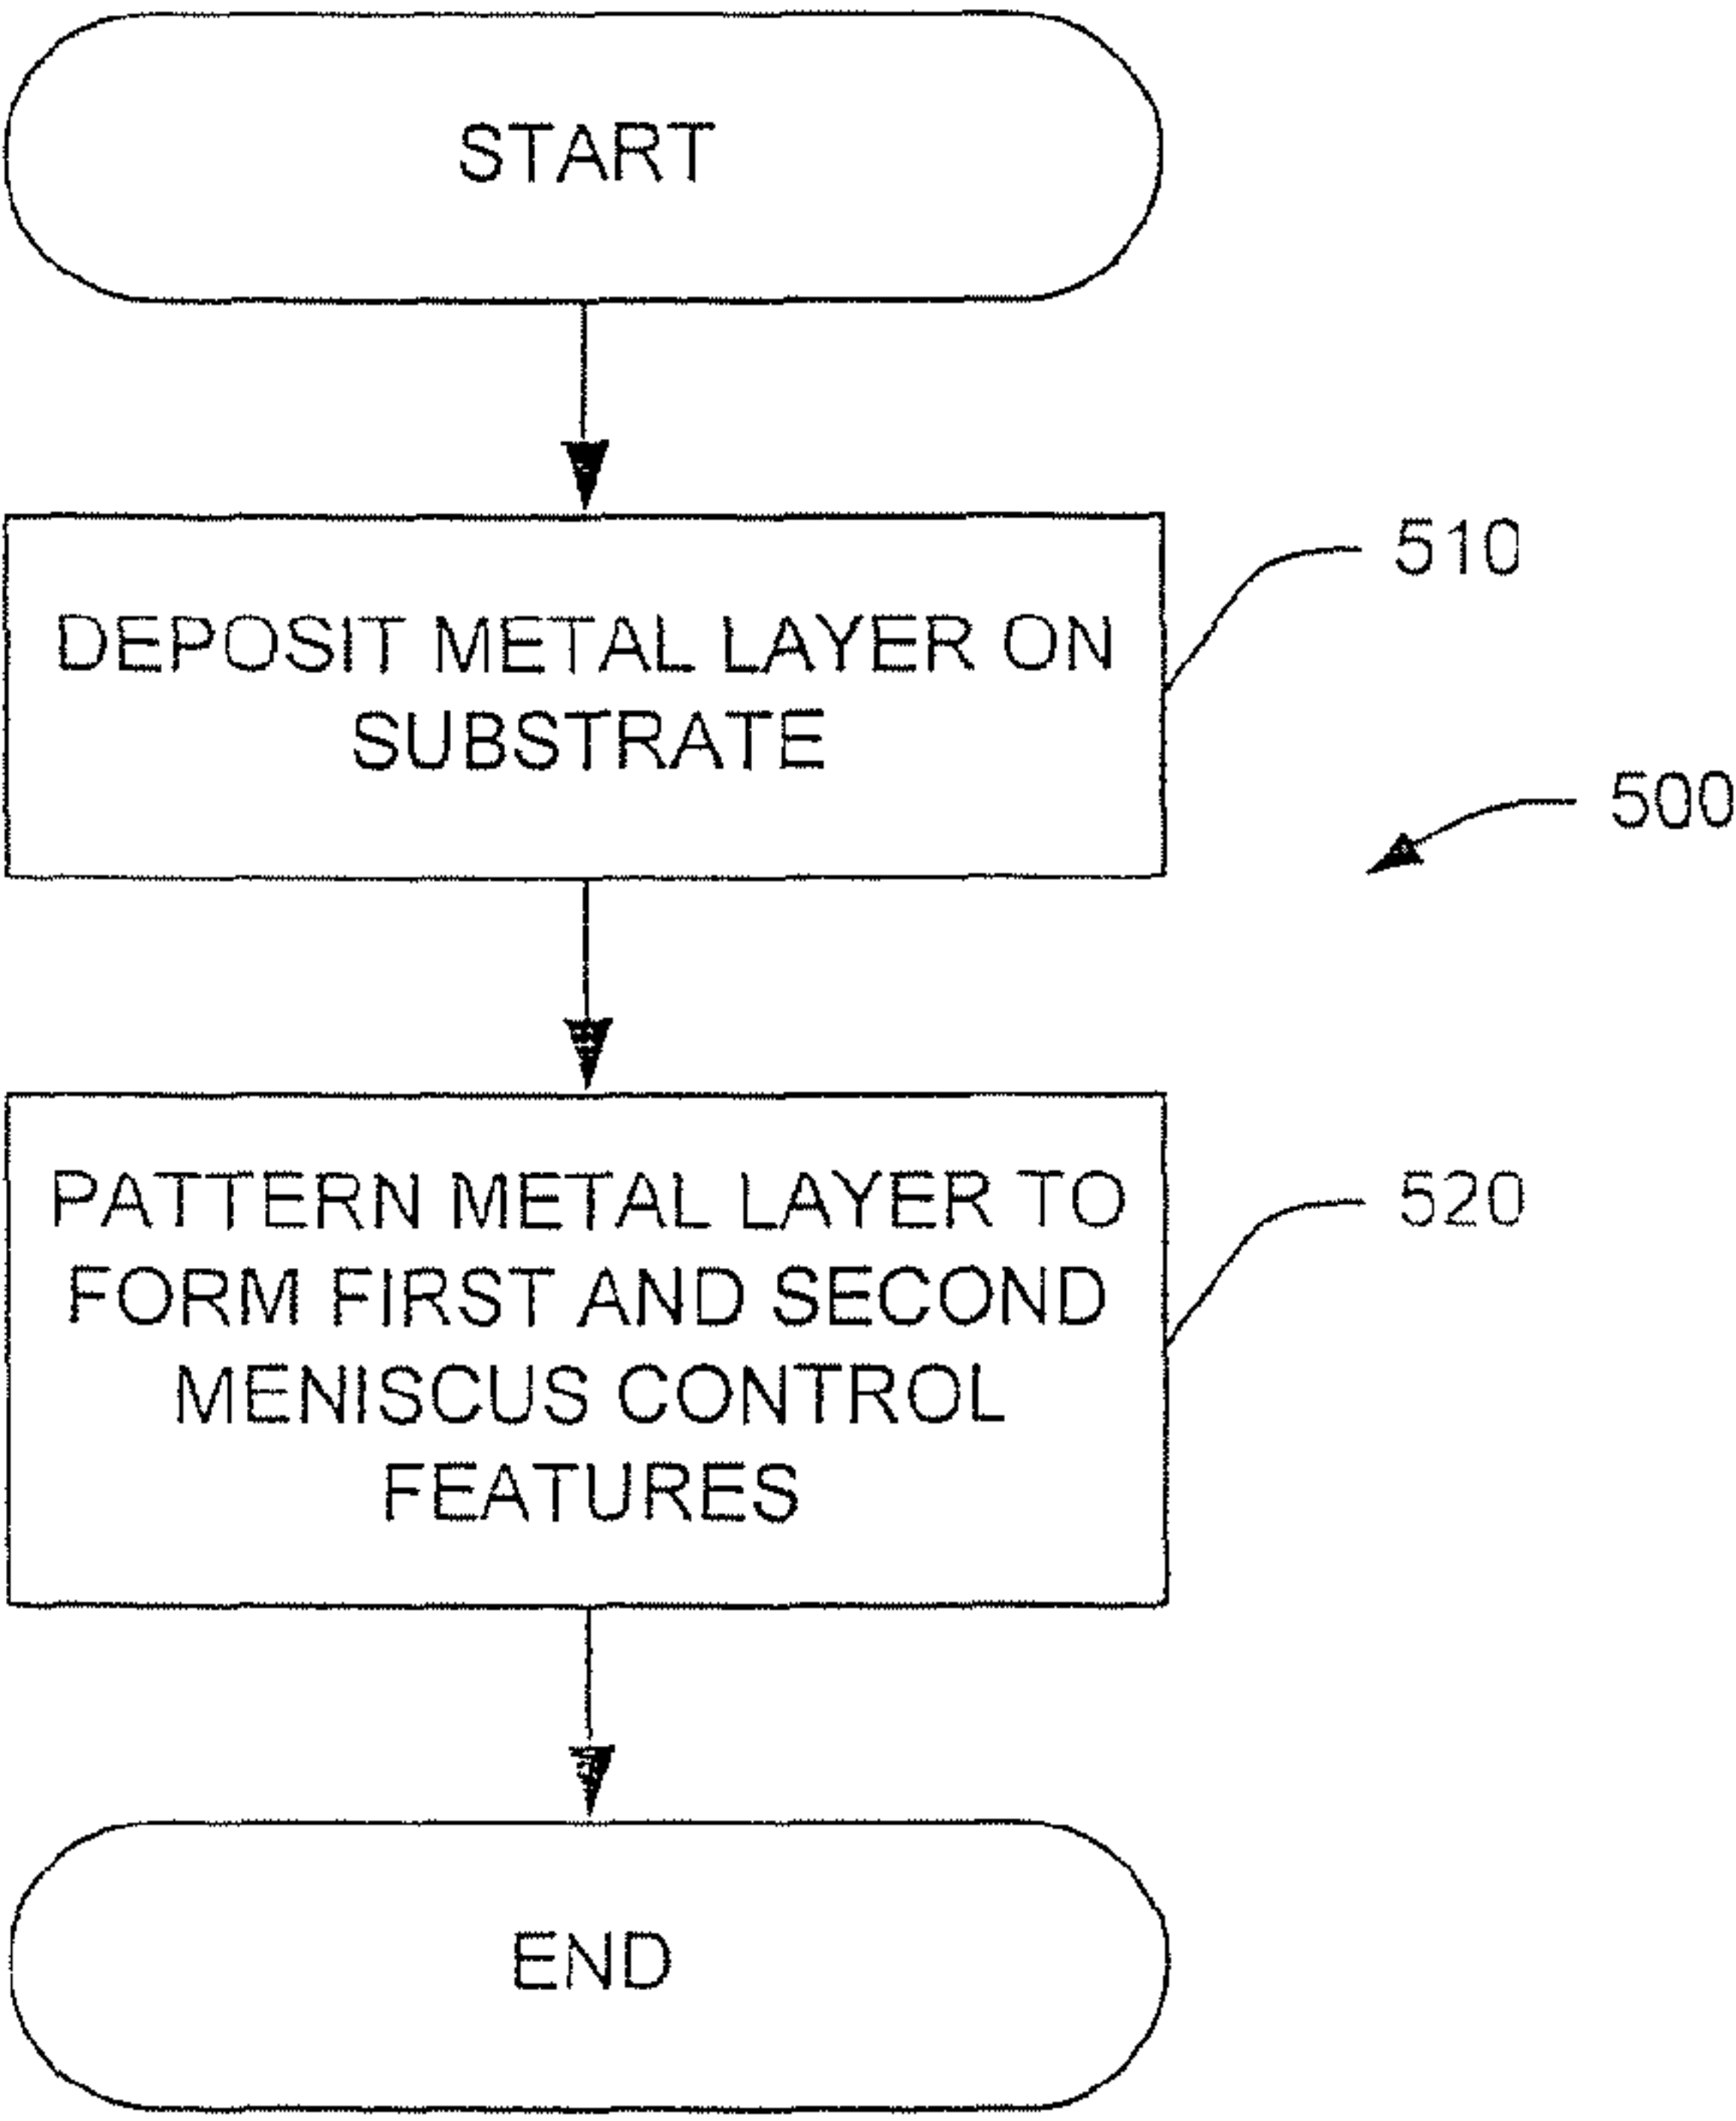 START
510
DEPOSIT METAL LAYER ON
SUBSTRATE
500
PATTERN METAL LAYER TO
520
FORM FIRST AND SECOND
MENISCUS CONTROL
FEATURES
END